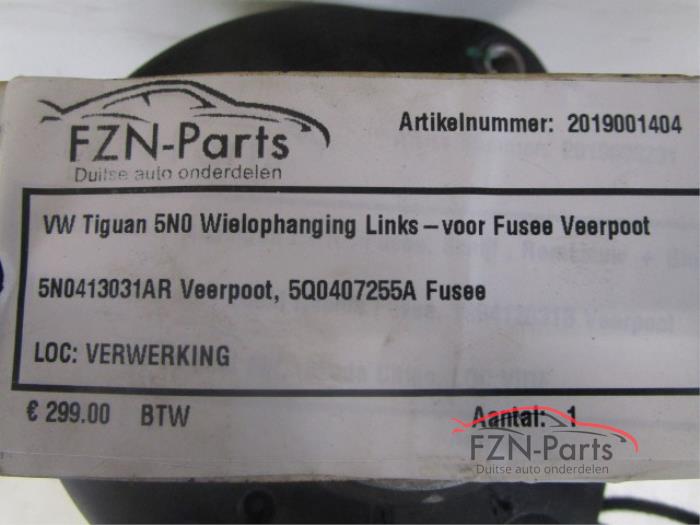 FZN-Parts
Duitse auto onderdelen
Artikelnummer: 2019001404
VW Tiguan 5N0 Wielophanging Links-voor Fusee Veerpoot
5N0413031AR Veerpoot, 5Q0407255A Fusee
LOC: VERWERKING
€ 299.00 BTW
Aantal: 1
FZN-Parts
Duitse auto onderdelen